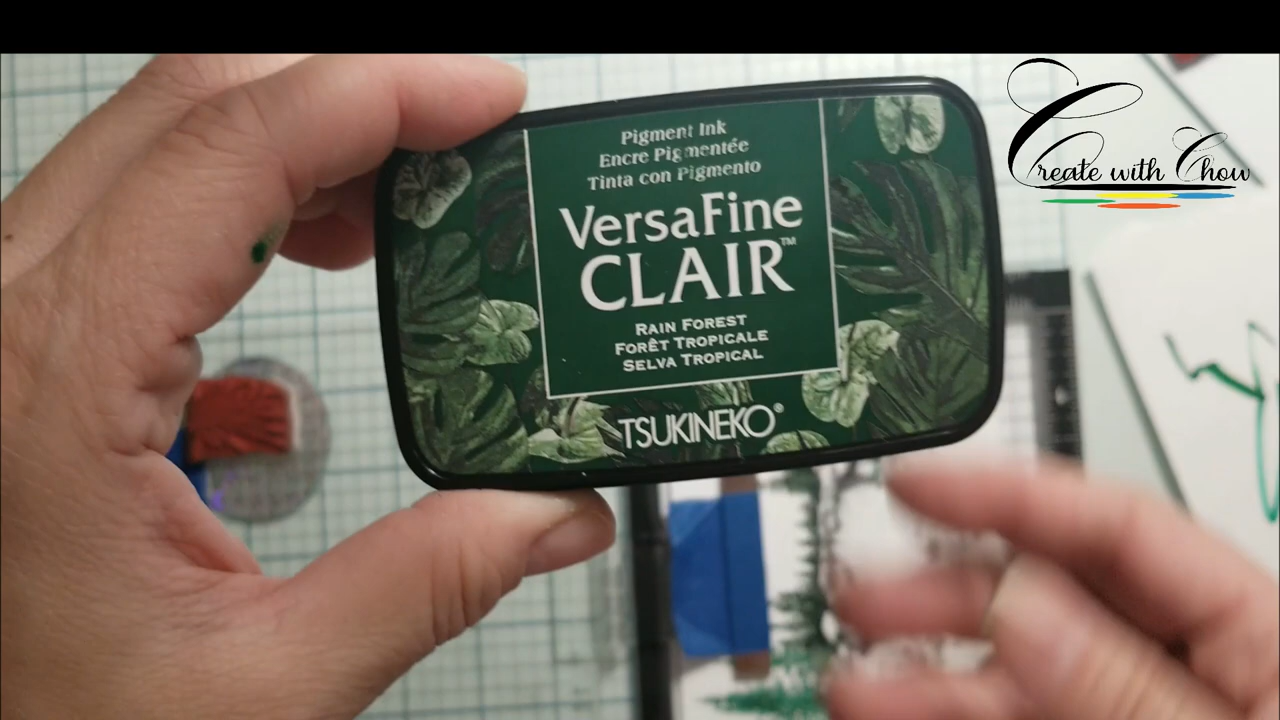 Pigment Ink
Encre Pigmentée
Tinta con Pigmento
VersaFine
CLAIR™
RAIN FOREST
FORÊT TROPICALE
SELVA TROPICAL
TSUKINEKO®
Create with Chow